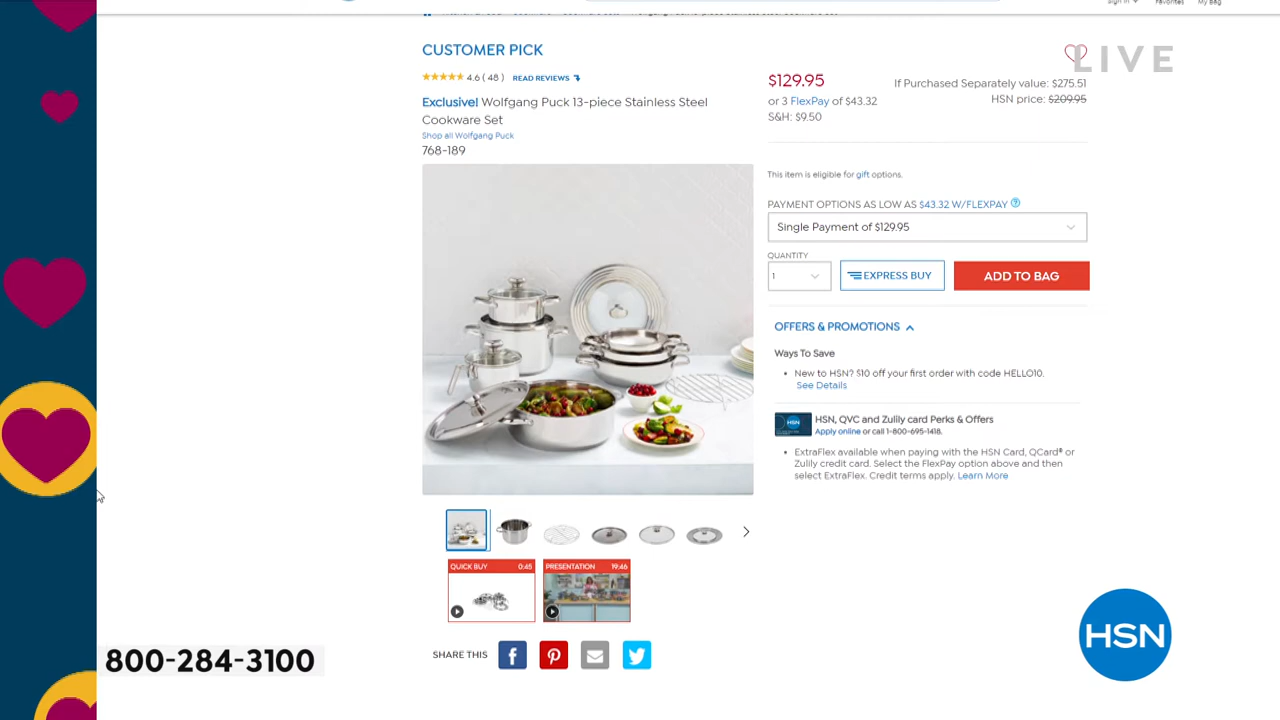 Sign In
Favorites
My Bag
CUSTOMER PICK
4.6 ( 48 ) READ REVIEWS
Exclusive! Wolfgang Puck 13-piece Stainless Steel
Cookware Set
Shop all Wolfgang Puck
768-189
LIVE
$129.95
or 3 FlexPay of $43.32
S&H: $9.50
If Purchased Separately value: $275.51
HSN price: $209.95
This item is eligible for gift options.
PAYMENT OPTIONS AS LOW AS $43.32 W/FLEXPAY ?
Single Payment of $129.95
QUANTITY
1
EXPRESS BUY
ADD TO BAG
OFFERS & PROMOTIONS
Ways To Save
New to HSN? $10 off your first order with code HELLO10.
See Details
HSN
HSN, QVC and Zulily card Perks & Offers
Apply online or call 1-800-695-1418.
ExtraFlex available when paying with the HSN Card, QCard® or
Zulily credit card. Select the FlexPay option above and then
select ExtraFlex. Credit terms apply. Learn More
QUICK BUY 0:45
PRESENTATION 19:46
SHARE THIS
800-284-3100
HSN